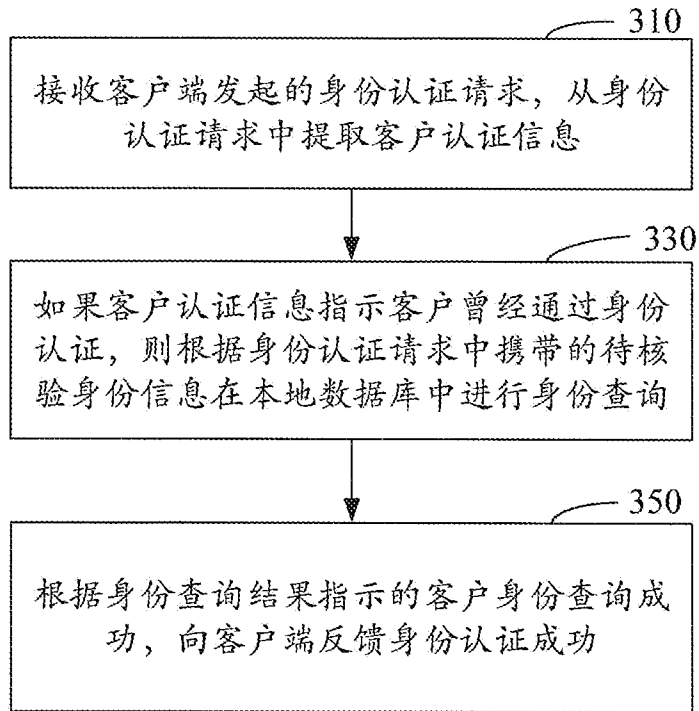 310
接收客户端发起的身份认证请求，从身份
认证请求中提取客户认证信息
330
如果客户认证信息指示客户曾经通过身份
认证，则根据身份认证请求中携带的待核
验身份信息在本地数据库中进行身份查询
350
根据身份查询结果指示的客户身份查询成
功，向客户端反馈身份认证成功